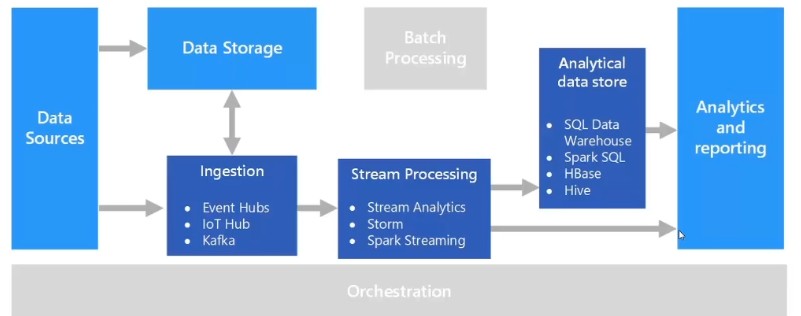 Data
Sources
Data Storage
Batch
Processing
Ingestion
• Event Hubs
• IoT Hub
• Kafka
Stream Processing
• Stream Analytics
• Storm
• Spark Streaming
Analytical
data store
• SQL Data
Warehouse
• Spark SQL
• HBase
• Hive
Analytics
and
reporting
Orchestration